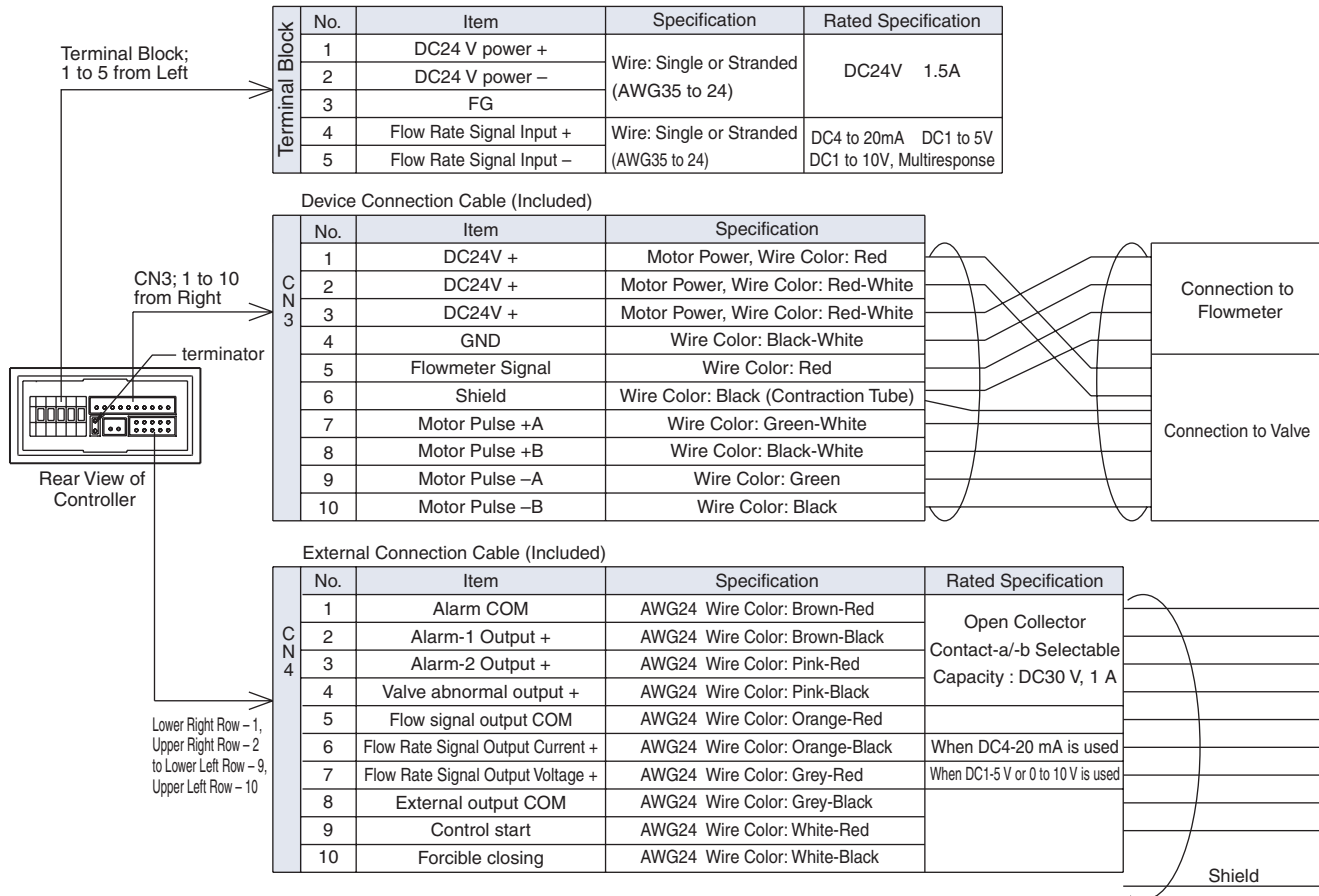 Terminal Block;
1 to 5 from Left
Terminal Block
No. Item Specification Rated Specification
1 DC24 V power + Wire: Single or Stranded (AWG35 to 24) DC24V 1.5A
2 DC24 V power –
3 FG
4 Flow Rate Signal Input + Wire: Single or Stranded (AWG35 to 24) DC4 to 20mA DC1 to 5V
5 Flow Rate Signal Input – DC1 to 10V, Multiresponse
Device Connection Cable (Included)
CN3; 1 to 10
from Right
terminator
Rear View of
Controller
CN3
No. Item Specification
1 DC24V + Motor Power, Wire Color: Red
2 DC24V + Motor Power, Wire Color: Red-White
3 DC24V + Motor Power, Wire Color: Red-White
4 GND Wire Color: Black-White
5 Flowmeter Signal Wire Color: Red
6 Shield Wire Color: Black (Contraction Tube)
7 Motor Pulse +A Wire Color: Green-White
8 Motor Pulse +B Wire Color: Black-White
9 Motor Pulse –A Wire Color: Green
10 Motor Pulse –B Wire Color: Black
Connection to
Flowmeter
Connection to Valve
External Connection Cable (Included)
Lower Right Row – 1,
Upper Right Row – 2
to Lower Left Row – 9,
Upper Left Row – 10
CN4
No. Item Specification Rated Specification
1 Alarm COM AWG24 Wire Color: Brown-Red
2 Alarm-1 Output + AWG24 Wire Color: Brown-Black
3 Alarm-2 Output + AWG24 Wire Color: Pink-Red
4 Valve abnormal output + AWG24 Wire Color: Pink-Black
Open Collector
Contact-a/-b Selectable
Capacity : DC30 V, 1 A
5 Flow signal output COM AWG24 Wire Color: Orange-Red
6 Flow Rate Signal Output Current + AWG24 Wire Color: Orange-Black When DC4-20 mA is used
7 Flow Rate Signal Output Voltage + AWG24 Wire Color: Grey-Red When DC1-5 V or 0 to 10 V is used
8 External output COM AWG24 Wire Color: Grey-Black
9 Control start AWG24 Wire Color: White-Red
10 Forcible closing AWG24 Wire Color: White-Black
Shield